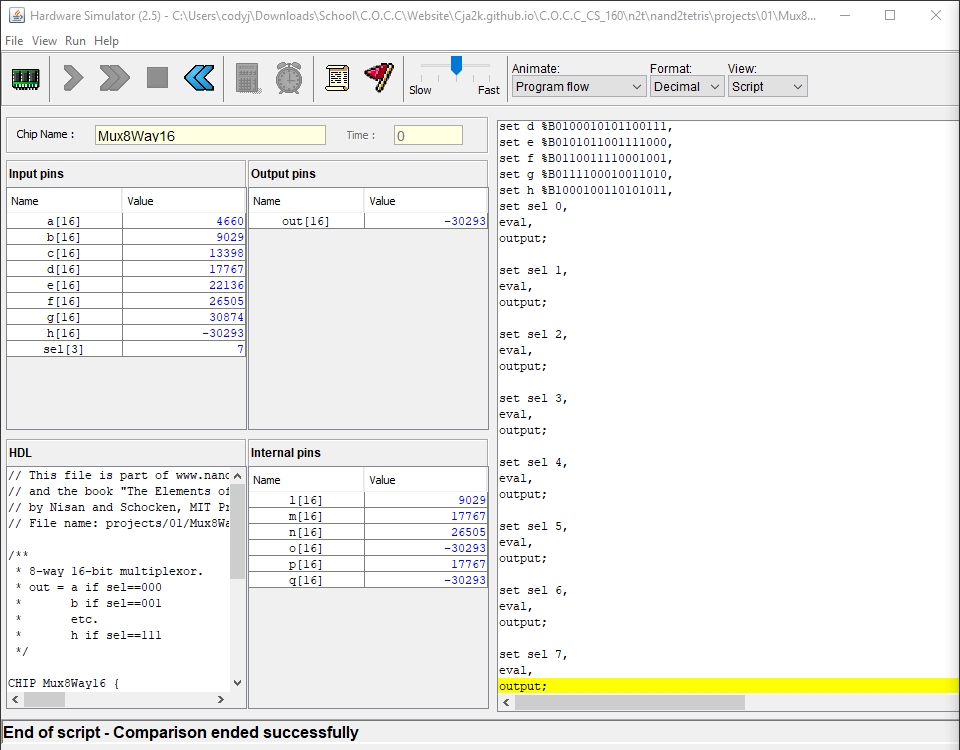 Hardware Simulator (2.5) - C:\Users\codyj\Downloads\School\C.O.C.C\Website\Cja2k.github.io\C.O.C.C_CS_160\n2t\nand2tetris\projects\01\Mux8...
File View Run Help
Slow Fast
Animate: Format: View:
Program flow Decimal Script
Chip Name : Mux8Way16 Time : 0
Input pins
Name Value
a[16] 4660
b[16] 9029
c[16] 13398
d[16] 17767
e[16] 22136
f[16] 26505
g[16] 30874
h[16] -30293
sel[3] 7
Output pins
Name Value
out[16] -30293
HDL
// This file is part of www.nand
// and the book "The Elements of
// by Nisan and Schocken, MIT Pr
// File name: projects/01/Mux8Wa
/**
* 8-way 16-bit multiplexor.
* out = a if sel==000
* b if sel==001
* etc.
* h if sel==111
*/
CHIP Mux8Way16 {
Internal pins
Name Value
l[16] 9029
m[16] 17767
n[16] 26505
o[16] -30293
p[16] 17767
q[16] -30293
set d %B0100010101100111,
set e %B0101011001111000,
set f %B0110011110001001,
set g %B0111100010011010,
set h %B1000100110101011,
set sel 0,
eval,
output;
set sel 1,
eval,
output;
set sel 2,
eval,
output;
set sel 3,
eval,
output;
set sel 4,
eval,
output;
set sel 5,
eval,
output;
set sel 6,
eval,
output;
set sel 7,
eval,
output;
End of script - Comparison ended successfully